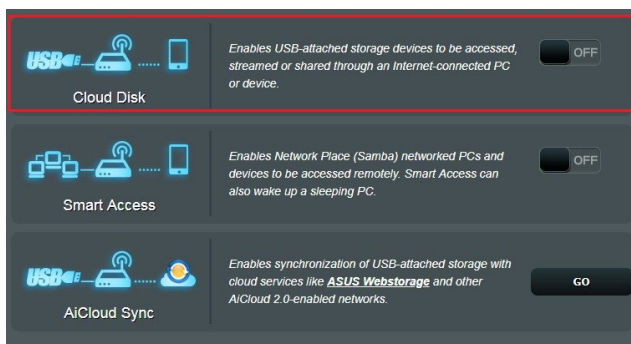 Enables USB-attached storage devices to be accessed,
streamed or shared through an Internet-connected PC
or device.
USB
Cloud Disk
OFF
Enables Network Place (Samba) networked PCs and
devices to be accessed remotely. Smart Access can
also wake up a sleeping PC.
Smart Access
OFF
Enables synchronization of USB-attached storage with
cloud services like ASUS Webstorage and other
AiCloud 2.0-enabled networks.
USB
AiCloud Sync
GO